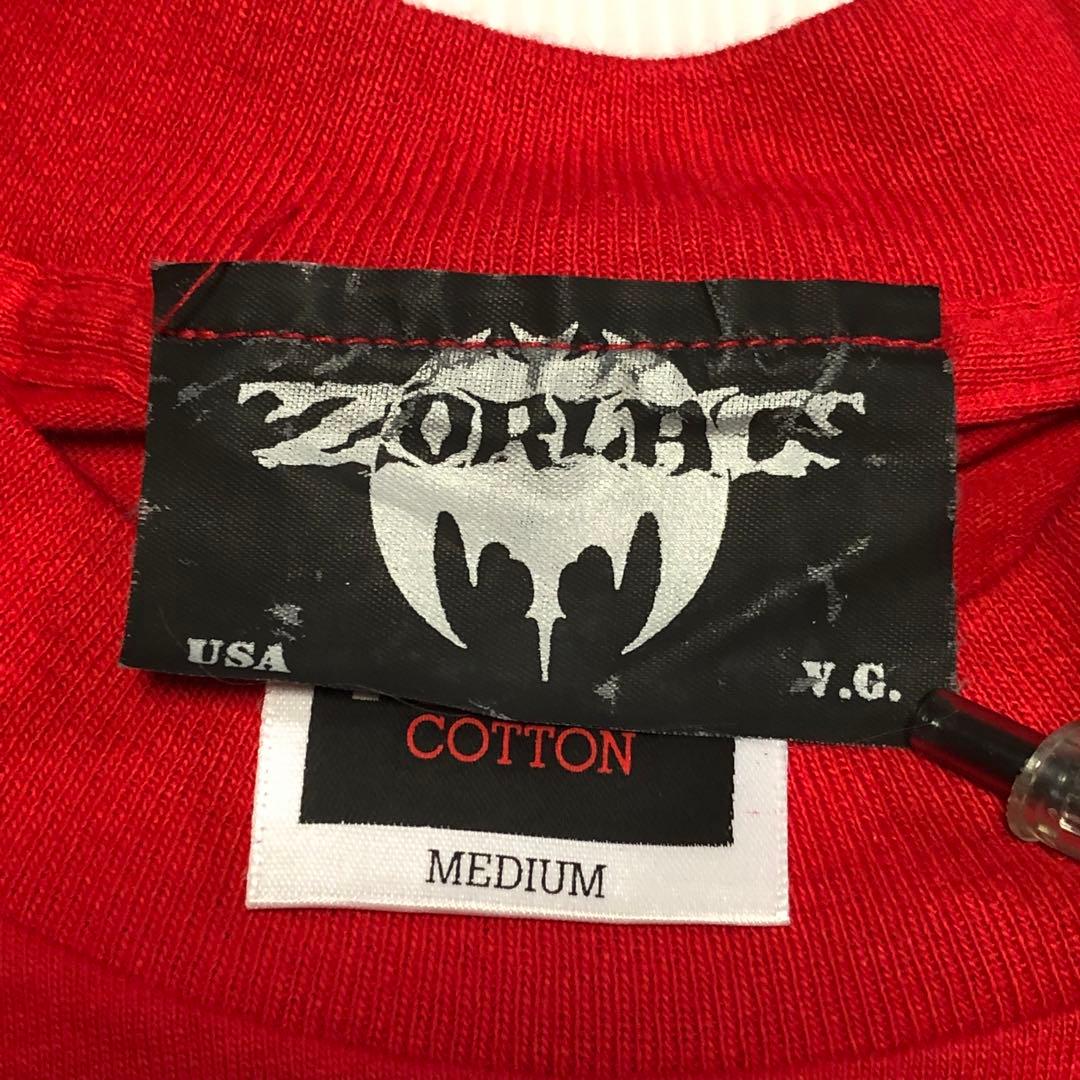 ZORLAC
USA
V.G.
COTTON
MEDIUM